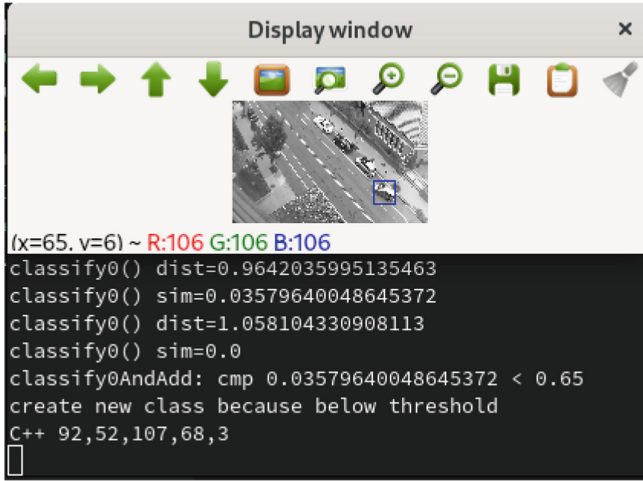 Display window
(x=65, y=6) ~ R:106 G:106 B:106
classify0() dist=0.9642035995135463
classify0() sim=0.03579640048645372
classify0() dist=1.058104330908113
classify0() sim=0.0
classify0AndAdd: cmp 0.03579640048645372 < 0.65
create new class because below threshold
C++ 92,52,107,68,3